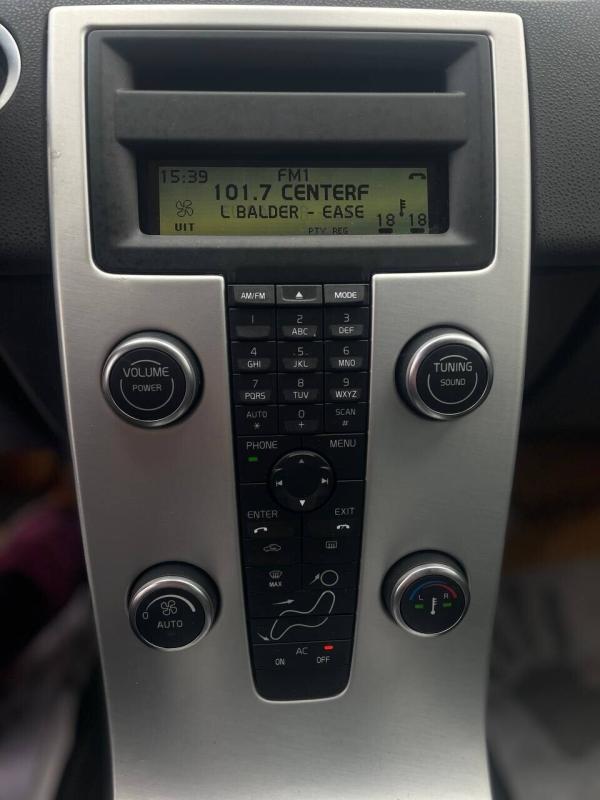 15:39 FM1
101.7 CENTERF
L BALDER - EASE
18 18
UIT
PTY REG
AM/FM MODE
1 2 ABC 3 DEF
4 GHI 5 JKL 6 MNO
7 PQRS 8 TUV 9 WXYZ
AUTO * 0 + SCAN #
VOLUME
POWER
TUNING
SOUND
PHONE MENU
ENTER EXIT
MAX
0 AUTO
L R
AC
ON OFF